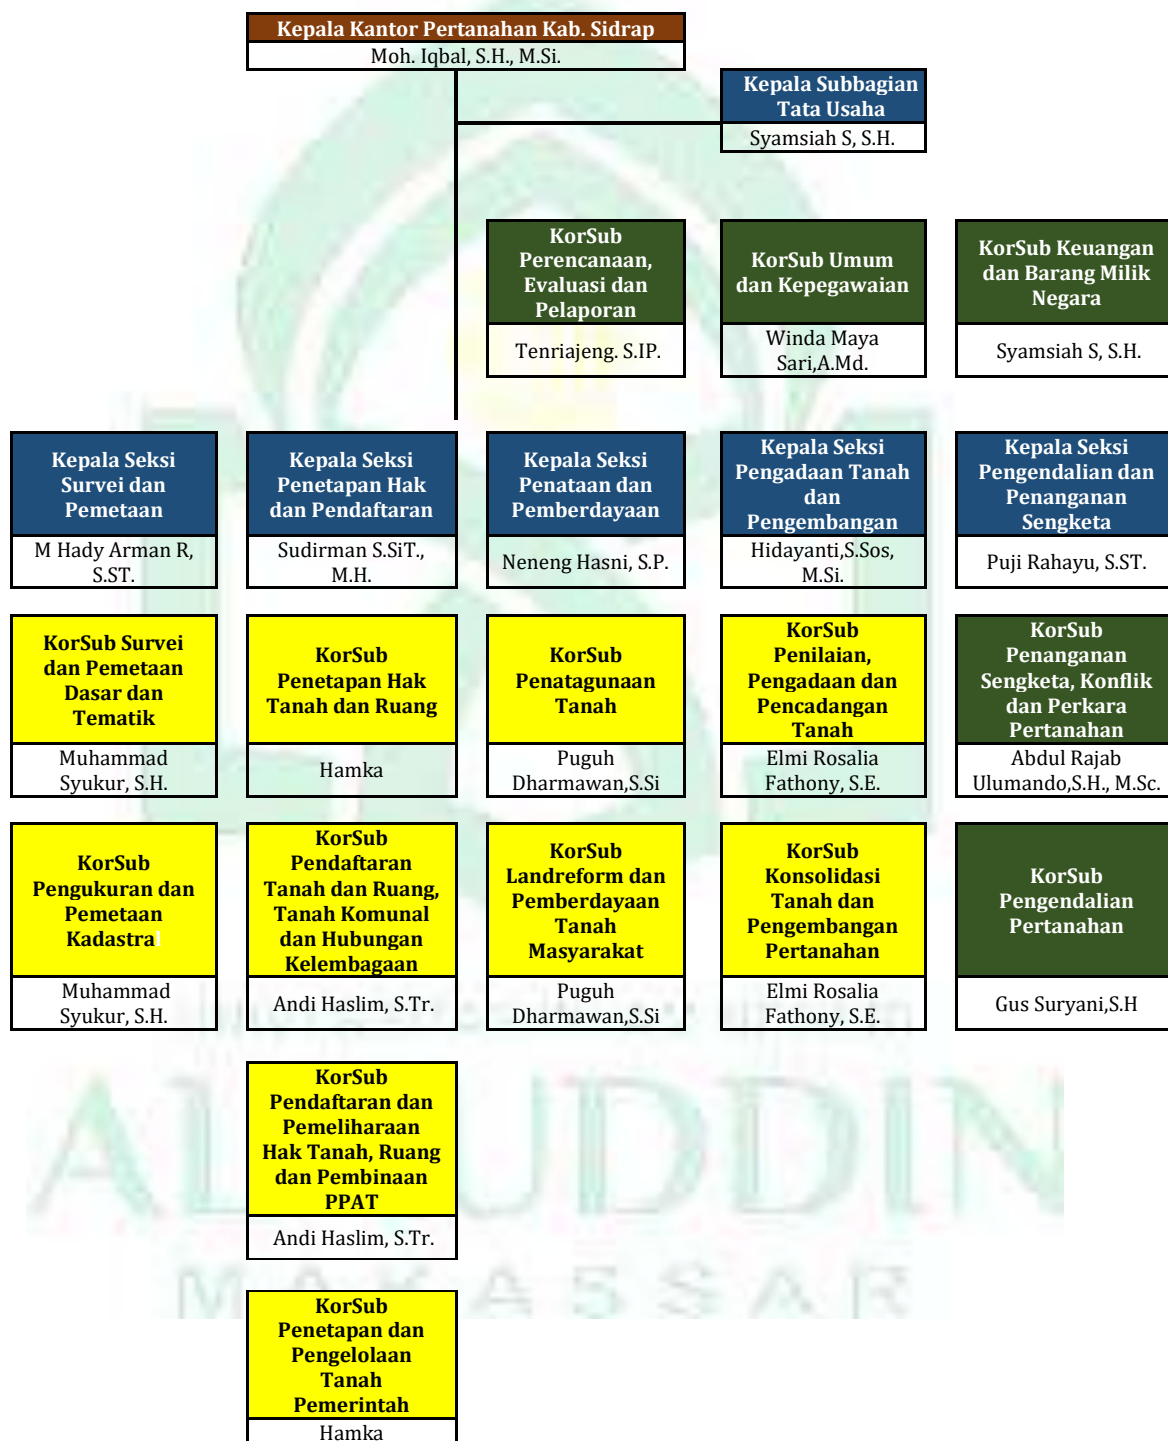 Kepala Kantor Pertanahan Kab. Sidrap
Moh. Iqbal, S.H., M.Si.
Kepala Subbagian
Tata Usaha
Syamsiah S, S.H.
KorSub
Perencanaan,
Evaluasi dan
Pelaporan
Tenriajeng. S.IP.
KorSub Umum
dan Kepegawaian
Winda Maya
Sari,A.Md.
KorSub Keuangan
dan Barang Milik
Negara
Syamsiah S, S.H.
Kepala Seksi
Survei dan
Pemetaan
M Hady Arman R,
S.ST.
Kepala Seksi
Penetapan Hak
dan Pendaftaran
Sudirman S.SiT.,
M.H.
Kepala Seksi
Penataan dan
Pemberdayaan
Neneng Hasni, S.P.
Kepala Seksi
Pengadaan Tanah
dan
Pengembangan
Hidayanti,S.Sos,
M.Si.
Kepala Seksi
Pengendalian dan
Penanganan
Sengketa
Puji Rahayu, S.ST.
KorSub Survei
dan Pemetaan
Dasar dan
Tematik
Muhammad
Syukur, S.H.
KorSub
Penetapan Hak
Tanah dan Ruang
Hamka
KorSub
Penatagunaan
Tanah
Puguh
Dharmawan,S.Si
KorSub
Penilaian,
Pengadaan dan
Pencadangan
Tanah
Elmi Rosalia
Fathony, S.E.
KorSub
Penanganan
Sengketa, Konflik
dan Perkara
Pertanahan
Abdul Rajab
Ulumando,S.H., M.Sc.
KorSub
Pengukuran dan
Pemetaan
Kadastral
Muhammad
Syukur, S.H.
KorSub
Pendaftaran
Tanah dan Ruang,
Tanah Komunal
dan Hubungan
Kelembagaan
Andi Haslim, S.Tr.
KorSub
Landreform dan
Pemberdayaan
Tanah
Masyarakat
Puguh
Dharmawan,S.Si
KorSub
Konsolidasi
Tanah dan
Pengembangan
Pertanahan
Elmi Rosalia
Fathony, S.E.
KorSub
Pengendalian
Pertanahan
Gus Suryani,S.H
KorSub
Pendaftaran dan
Pemeliharaan
Hak Tanah, Ruang
dan Pembinaan
PPAT
Andi Haslim, S.Tr.
KorSub
Penetapan dan
Pengelolaan
Tanah
Pemerintah
Hamka
MAKASSAR